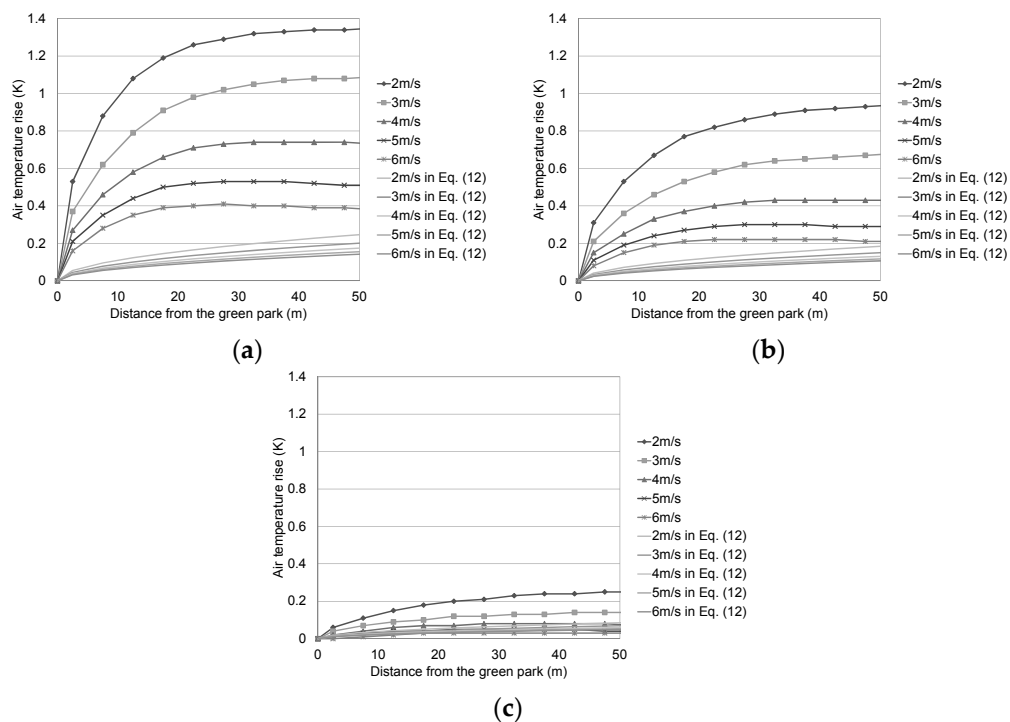 Air temperature rise (K)
1.4
1.2
1
0.8
0.6
0.4
0.2
0
0
10
20
30
40
50
Distance from the green park (m)
2m/s
3m/s
4m/s
5m/s
6m/s
2m/s in Eq. (12)
3m/s in Eq. (12)
4m/s in Eq. (12)
5m/s in Eq. (12)
6m/s in Eq. (12)
(a)
Air temperature rise (K)
1.4
1.2
1
0.8
0.6
0.4
0.2
0
0
10
20
30
40
50
Distance from the green park (m)
2m/s
3m/s
4m/s
5m/s
6m/s
2m/s in Eq. (12)
3m/s in Eq. (12)
4m/s in Eq. (12)
5m/s in Eq. (12)
6m/s in Eq. (12)
(b)
Air temperature rise (K)
1.4
1.2
1
0.8
0.6
0.4
0.2
0
0
10
20
30
40
50
Distance from the green park (m)
2m/s
3m/s
4m/s
5m/s
6m/s
2m/s in Eq. (12)
3m/s in Eq. (12)
4m/s in Eq. (12)
5m/s in Eq. (12)
6m/s in Eq. (12)
(c)